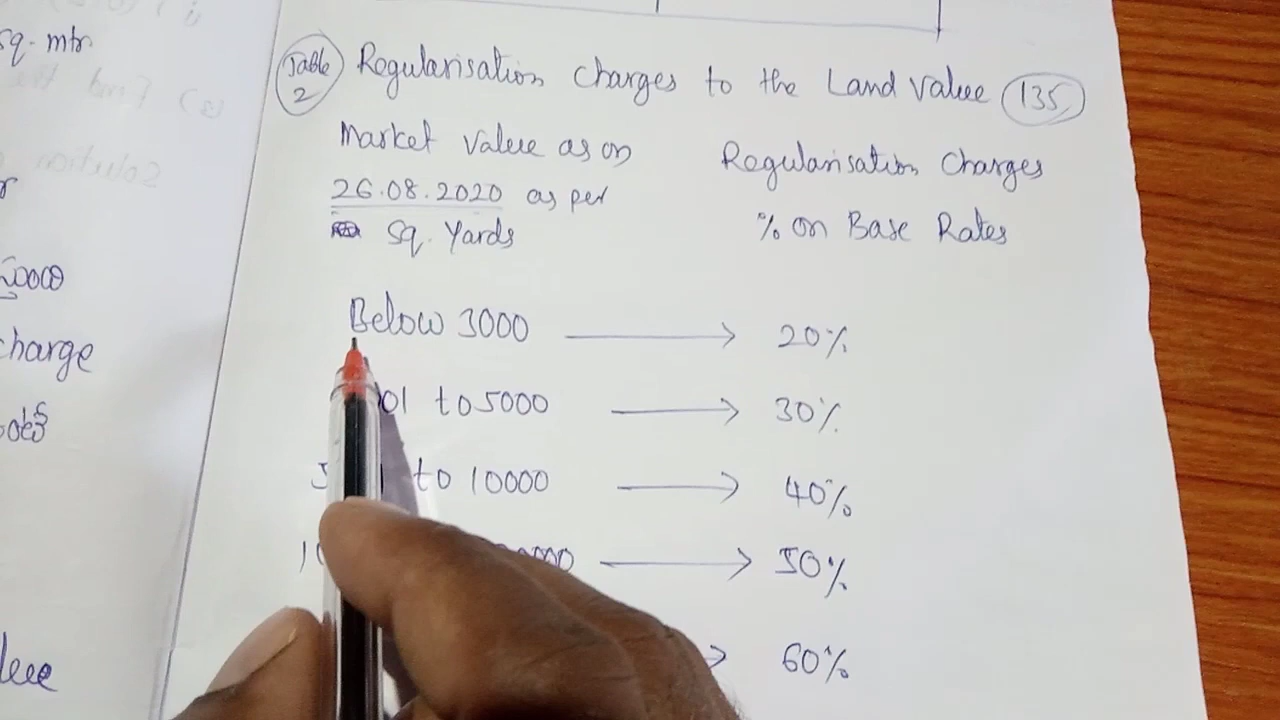 sq. mtr
Table 2
Regularisation Charges to the Land Value 135
Market Value as on
26.08.2020 as per
Sq. Yards
Regularisation Charges
% on Base Rates
Below 3000 → 20%
to 5000 → 30%
to 10000 → 40%
→ 50%
→ 60%
charge